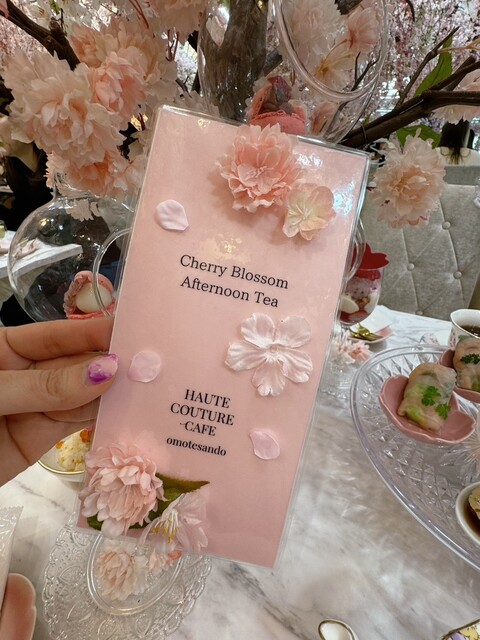 Cherry Blossom
Afternoon Tea
HAUTE
COUTURE
-CAFE
omotesando